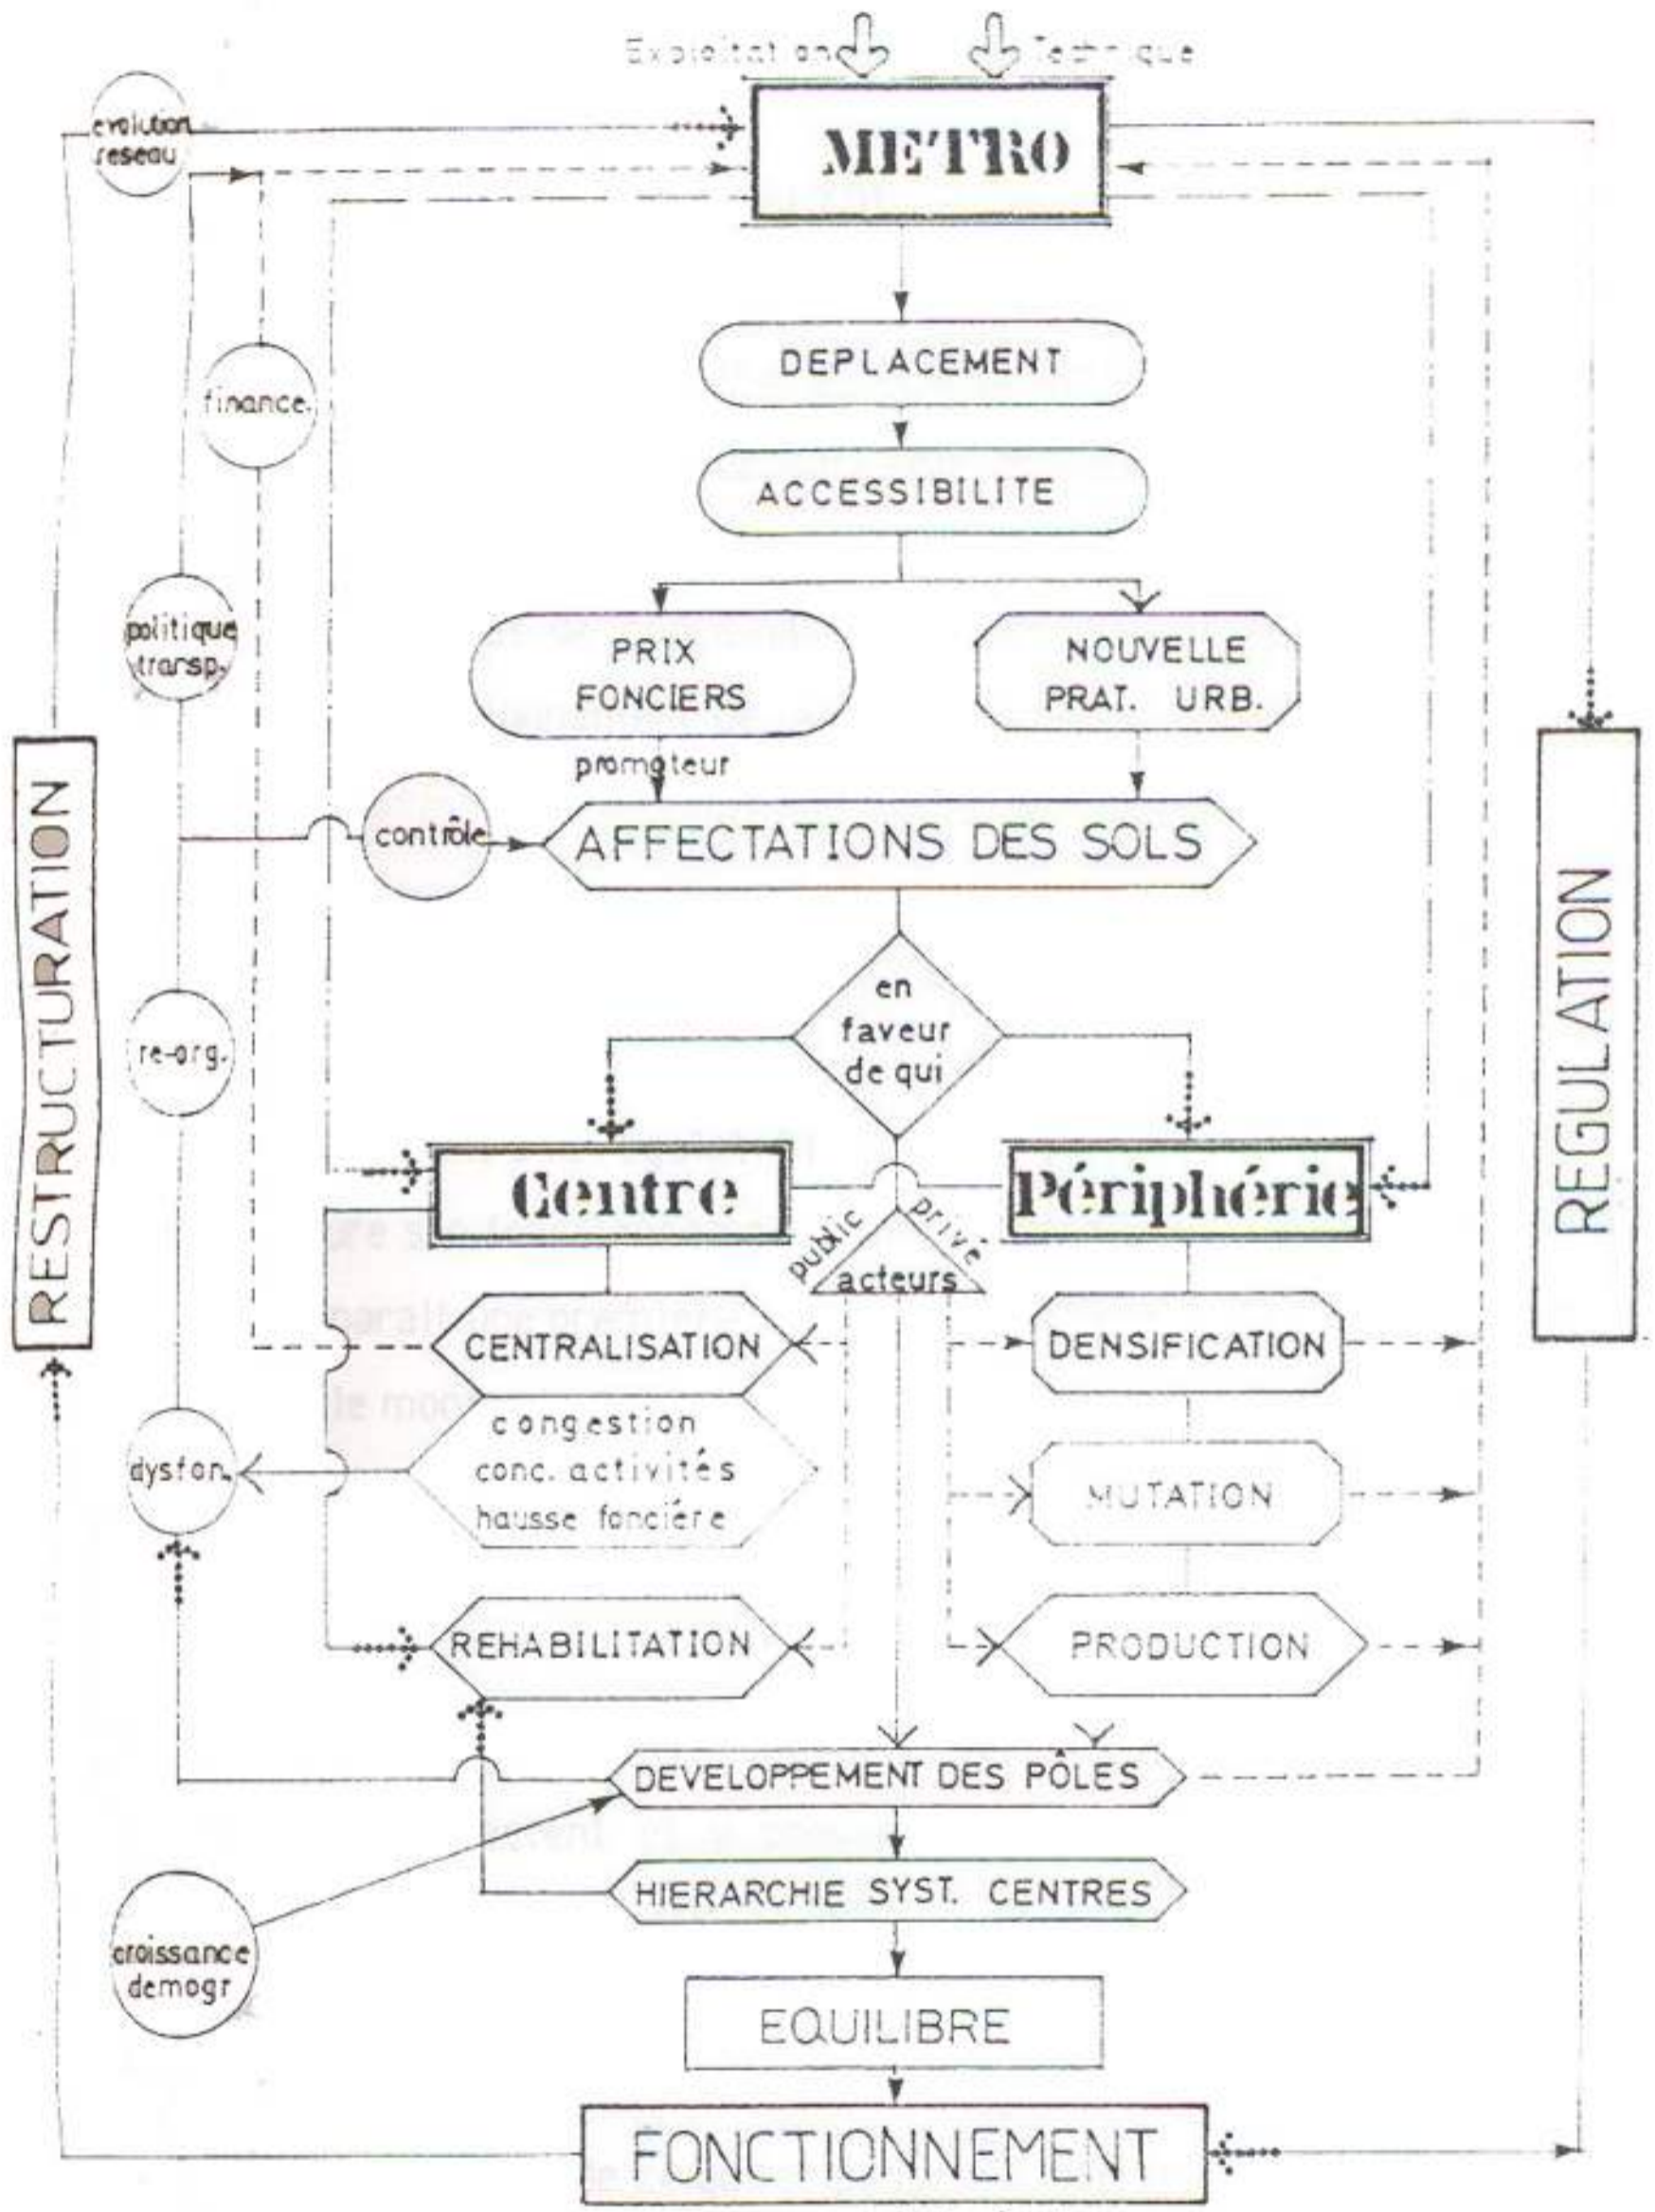 Exploitation
Technique
evolution
reseau
METRO
DEPLACEMENT
finance.
ACCESSIBILITE
politique
transp.
PRIX
FONCIERS
NOUVELLE
PRAT. URB.
promoteur
contrôle
AFFECTATIONS DES SOLS
RESTRUCTURATION
REGULATION
en
faveur
de qui
re-org.
Centre
Périphérie
public
privé
acteurs
CENTRALISATION
DENSIFICATION
congestion
conc. activités
hausse fonciére
dysfon.
MUTATION
REHABILITATION
PRODUCTION
DEVELOPPEMENT DES PÔLES
HIERARCHIE SYST. CENTRES
croissance
demogr
EQUILIBRE
FONCTIONNEMENT